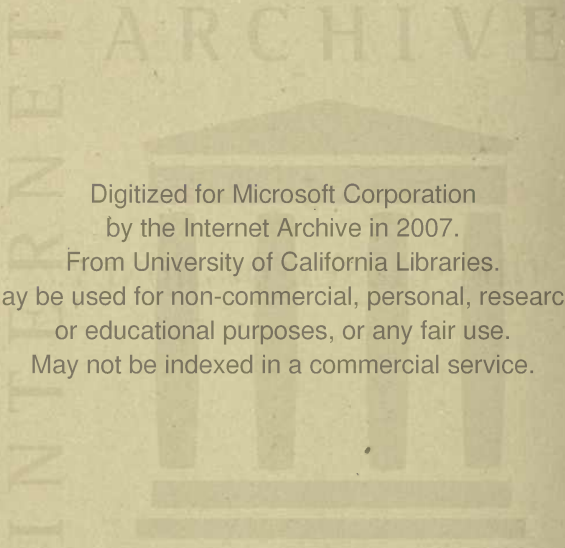 INTERNET
ARCHIVE
Digitized for Microsoft Corporation
by the Internet Archive in 2007.
From University of California Libraries.
ay be used for non-commercial, personal, researc
or educational purposes, or any fair use.
May not be indexed in a commercial service.